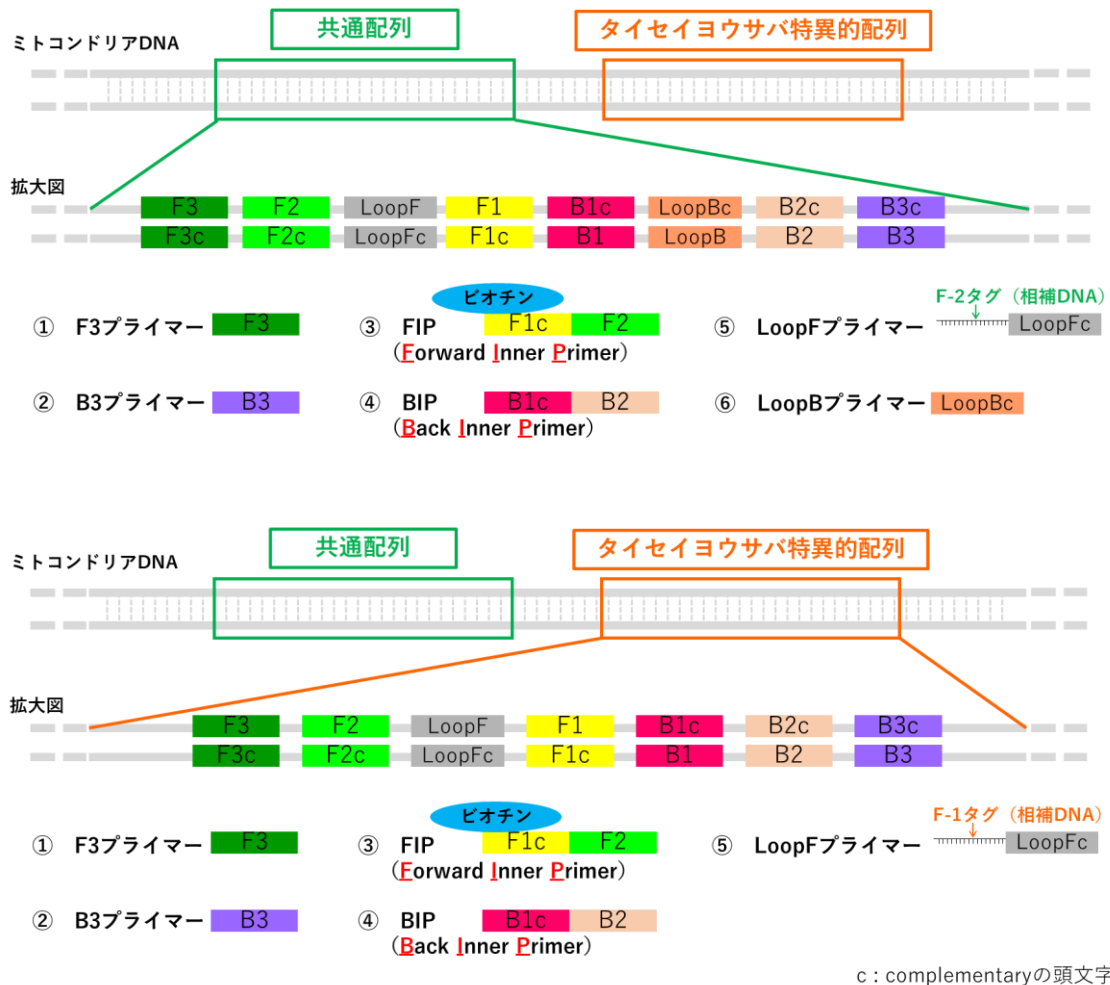 共通配列
タイセイヨウサバ特異的配列
ミトコンドリアDNA
拡大図
F3 F2 LoopF F1 B1c LoopBc B2c B3c
F3c F2c LoopFc F1c B1 LoopB B2 B3
ビオチン
F-2タグ（相補DNA）
① F3プライマー F3
③ FIP F1c F2
(Forward Inner Primer)
⑤ LoopFプライマー LoopFc
② B3プライマー B3
④ BIP B1c B2
(Back Inner Primer)
⑥ LoopBプライマー LoopBc
共通配列
タイセイヨウサバ特異的配列
ミトコンドリアDNA
拡大図
F3 F2 LoopF F1 B1c B2c B3c
F3c F2c LoopFc F1c B1 B2 B3
ビオチン
F-1タグ（相補DNA）
① F3プライマー F3
③ FIP F1c F2
(Forward Inner Primer)
⑤ LoopFプライマー LoopFc
② B3プライマー B3
④ BIP B1c B2
(Back Inner Primer)
c : complementaryの頭文字